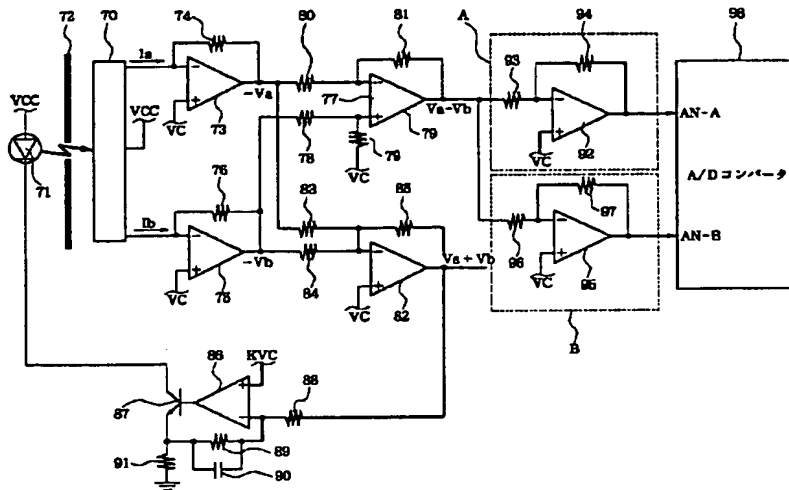 72
70
74
80
81
A
94
98
Ia
93
VCC
VCC
VC
73
-Va
77
79
Va-Vb
VC
92
AN-A
71
78
79
VC
A/Dコンバータ
76
83
85
97
Ib
-Vb
84
Va+Vb
96
AN-B
VC
75
VC
82
VC
95
B
86
KVC
87
88
89
91
90